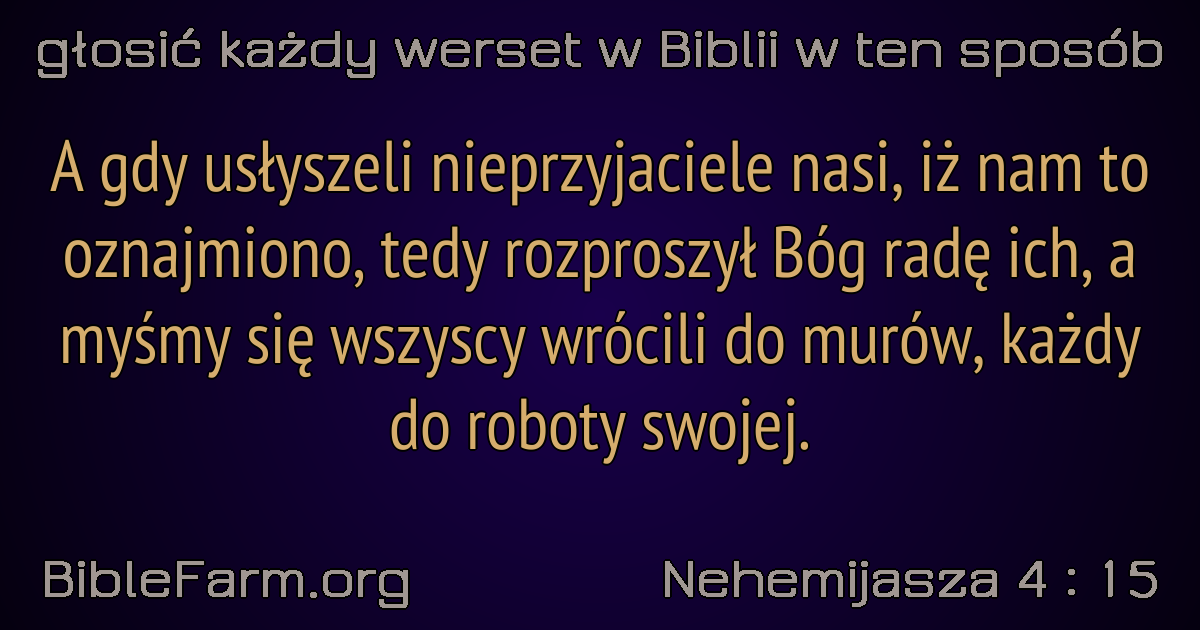 głosić każdy werset w Biblii w ten sposób
A gdy usłyszeli nieprzyjaciele nasi, iż nam to
oznajmiono, tedy rozproszył Bóg radę ich, a
myśmy się wszyscy wrócili do murów, każdy
do roboty swojej.
BibleFarm.org
Nehemijasza 4 : 15